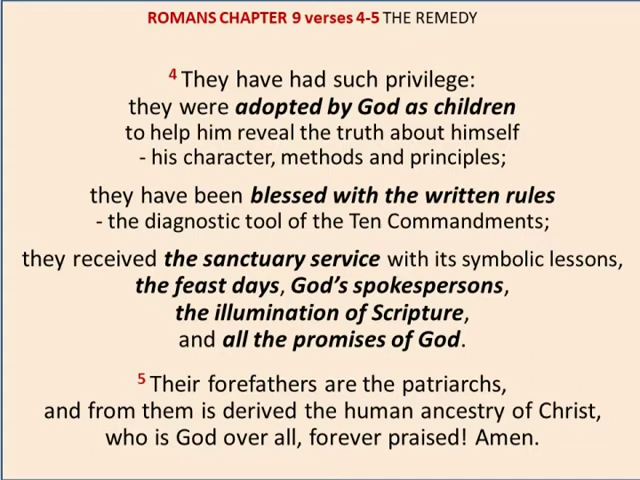 ROMANS CHAPTER 9 verses 4-5 THE REMEDY
4 They have had such privilege:
they were adopted by God as children
to help him reveal the truth about himself
- his character, methods and principles;
they have been blessed with the written rules
- the diagnostic tool of the Ten Commandments;
they received the sanctuary service with its symbolic lessons,
the feast days, God’s spokespersons,
the illumination of Scripture,
and all the promises of God.
5 Their forefathers are the patriarchs,
and from them is derived the human ancestry of Christ,
who is God over all, forever praised! Amen.